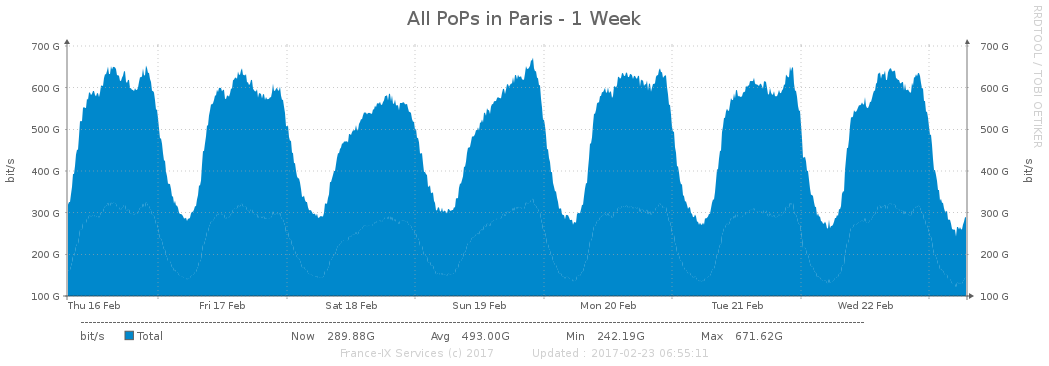 All PoPs in Paris - 1 Week
RRDTOOL / TOBI OETIKER
700 G 700 G
600 G 600 G
500 G 500 G
400 G 400 G
300 G 300 G
200 G 200 G
100 G 100 G
bit/s bit/s
Thu 16 Feb Fri 17 Feb Sat 18 Feb Sun 19 Feb Mon 20 Feb Tue 21 Feb Wed 22 Feb
bit/s Total Now 289.88G Avg 493.00G Min 242.19G Max 671.62G
France-IX Services (c) 2017 Updated : 2017-02-23 06:55:11